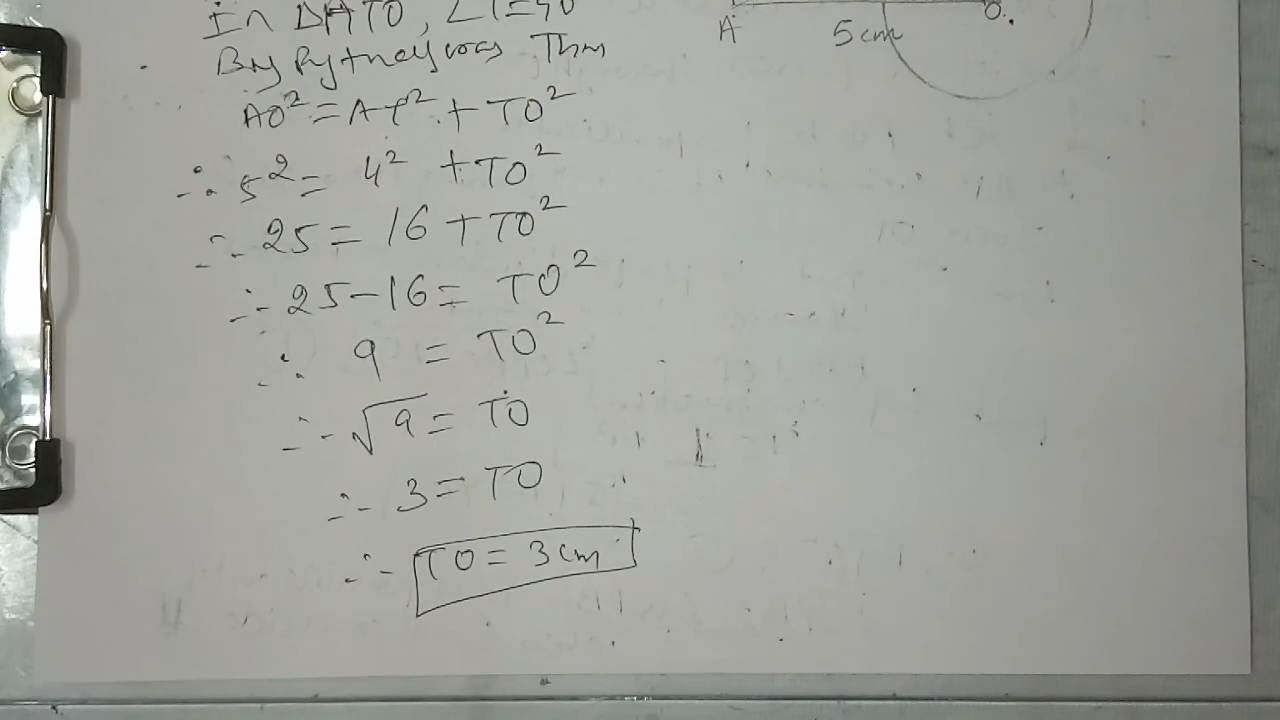 In ΔATO, ∠T=90
By Pythagoras Thm
AO² = AT² + TO²
∴ 5² = 4² + TO²
∴ 25 = 16 + TO²
∴ 25 - 16 = TO²
∴ 9 = TO²
∴ √9 = TO
∴ 3 = TO
∴ TO = 3 cm
A 5 cm O